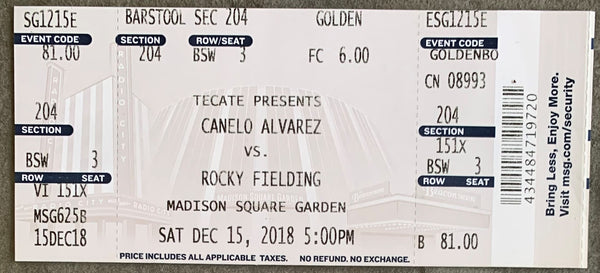 SG1215E BARSTOOL SEC 204 GOLDEN ESG1215E
EVENT CODE SECTION ROW/SEAT EVENT CODE
81.00 204 BSW 3 FC 6.00 GOLDENBO
CN 08993
204 TECATE PRESENTS 204
SECTION CANELO ALVAREZ SECTION
VS. 151X
BSW 3 ROCKY FIELDING BSW 3
ROW SEAT ROW SEAT
VI 151X
MADISON SQUARE GARDEN
MSG625B
15DEC18 SAT DEC 15, 2018 5:00PM B 81.00
PRICE INCLUDES ALL APPLICABLE TAXES. NO REFUND. NO EXCHANGE.
434484719720
Bring Less, Enjoy More.
Visit msg.com/security